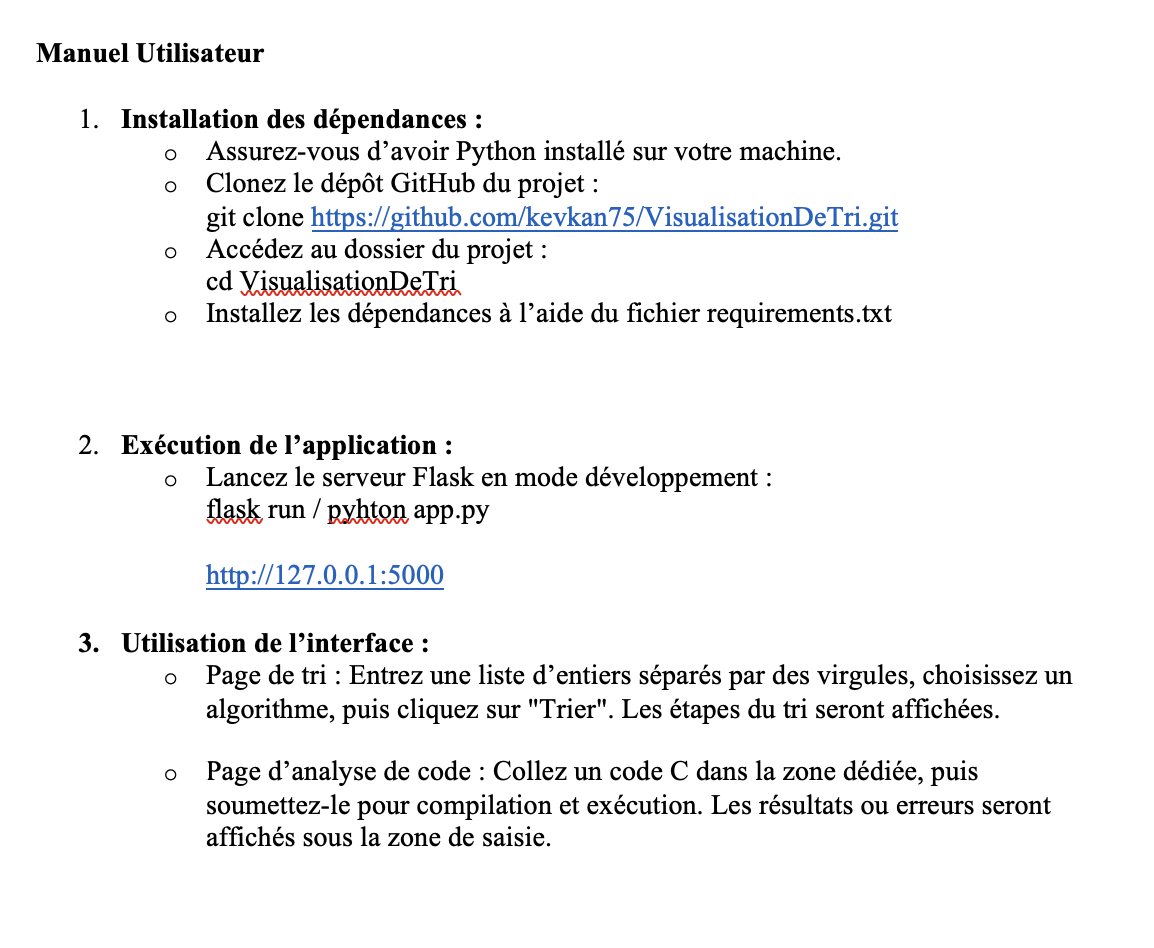 Manuel Utilisateur
1. Installation des dépendances :
o Assurez-vous d’avoir Python installé sur votre machine.
o Clonez le dépôt GitHub du projet :
git clone https://github.com/kevkan75/VisualisationDeTri.git
o Accédez au dossier du projet :
cd VisualisationDeTri
o Installez les dépendances à l’aide du fichier requirements.txt
2. Exécution de l’application :
o Lancez le serveur Flask en mode développement :
flask run / pyhton app.py
http://127.0.0.1:5000
3. Utilisation de l’interface :
o Page de tri : Entrez une liste d’entiers séparés par des virgules, choisissez un
algorithme, puis cliquez sur "Trier". Les étapes du tri seront affichées.
o Page d’analyse de code : Collez un code C dans la zone dédiée, puis
soumettez-le pour compilation et exécution. Les résultats ou erreurs seront
affichés sous la zone de saisie.